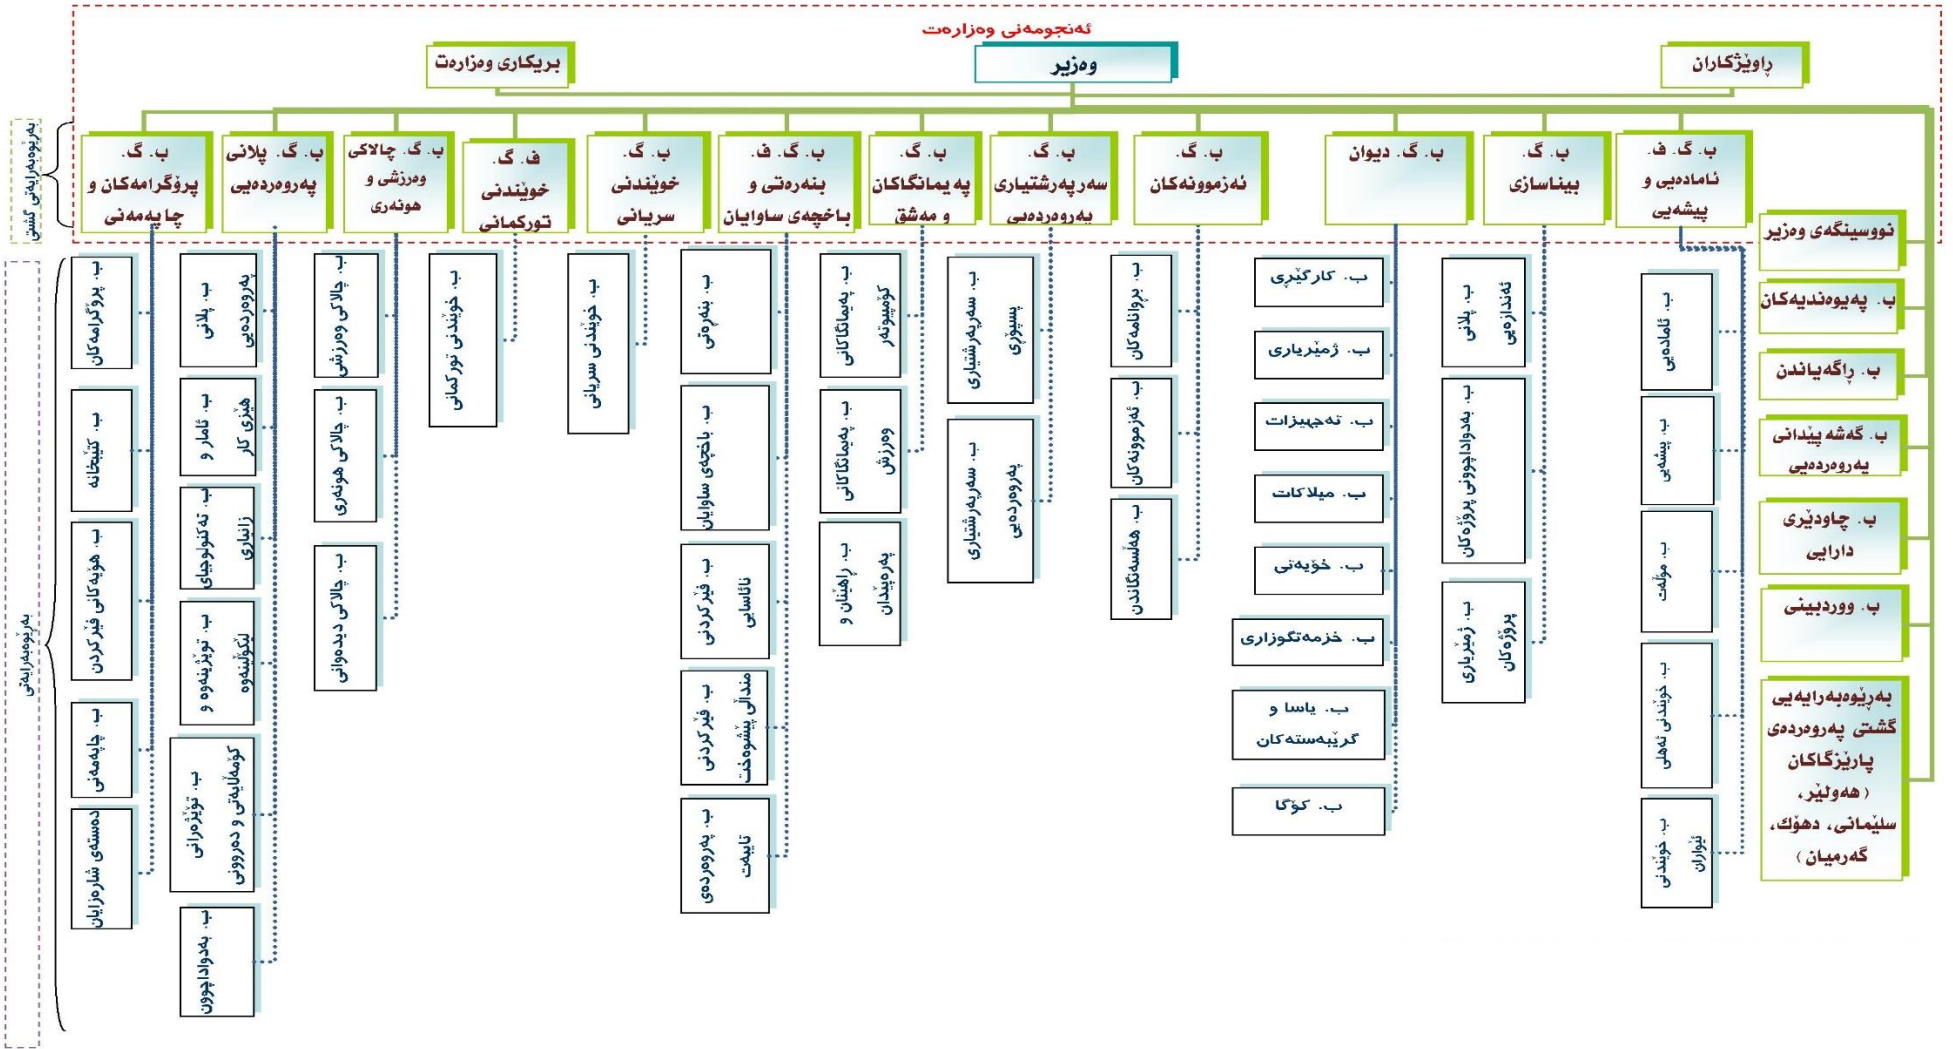 ئەنجومەنی وەزارەت
ڕاوێژکاران
وەزیر
بریکاری وەزارەت
بەڕێوەبەرایەتی گشتی
ب. گ. ف.
ئامادەیی و
پیشەیی
ب. گ.
بیناسازی
ب. گ. دیوان
ب. گ.
ئەزموونەکان
ب. گ.
سەرپەرشتیاری
پەروەردەیی
ب. گ.
پەیمانگاکان
و مەشق
ب. گ. ف.
بنەرەتی و
باخچەی ساوایان
ب. گ.
خوێندنی
سریانی
ف. گ.
خوێندنی
تورکمانی
ب. گ. چالاکی
وەرزشی و
هونەری
ب. گ. پلانی
پەروەردەیی
ب. گ.
پرۆگرامەکان و
چاپەمەنی
نووسینگەی وەزیر
ب. پەیوەندیەکان
ب. ڕاگەیاندن
ب. گەشەپێدانی
پەروەردەیی
ب. چاودێری
دارایی
ب. ووردبینی
بەڕێوەبەرایەیی
گشتی پەروەردەی
پارێزگاکان
(هەولێر،
سلێمانی، دهۆك،
گەرمیان)
ب. ئامادەیی
ب. پیشەیی
ب. مۆڵەت
ب. خوێندنی ئەهلی
ب. خوێندنی
ئێواران
ب. پلانی
ئەندازەیی
ب. بەدواداچوونی پرۆژەکان
ب. ژمێریاری
پرۆژەکان
ب. کارگێڕی
ب. ژمێریاری
ب. تەجهیزات
ب. میلاکات
ب. خۆیەتی
ب. خزمەتگوزاری
ب. یاسا و
گرێبەستەکان
ب. کۆگا
ب. بروانامەکان
ب. ئەزموونەکان
ب. هەڵسەنگاندن
ب. سەرپەرشتیاری
پسپۆری
ب. سەرپەرشتیاری
پەروەردەیی
ب. پەیمانگاکانی
کۆمپیوتەر
ب. پەیمانگاکانی
وەرزش
ب. ڕاهێنان و
پەرەپێدان
ب. بنەرەتی
ب. باخچەی ساوایان
ب. فێرکردنی
نائاسایی
ب. فێرکردنی
منداڵی پێشوەخت
ب. پەروەردەی
تایبەت
ب. خوێندنی سریانی
ب. خوێندنی تورکمانی
ب. چالاکی وەرزشی
ب. چالاکی هونەری
ب. چالاکی دیدەوانی
ب. پلانی
پەروەردەیی
ب. ئامار و
هێزی کار
ب. تەکنولوجیای
زانیاری
ب. توێژینەوە و
لێکۆڵینەوە
ب. توێژەرانی
کۆمەڵایەتی و دەروونی
ب. بەدواداچوون
ب. پرۆگرامەکان
ب. کتێبخانە
ب. هۆیەکانی فێرکردن
ب. چاپەمەنی
دەستەی شارەزایان
بەڕێوەبەرایەتی